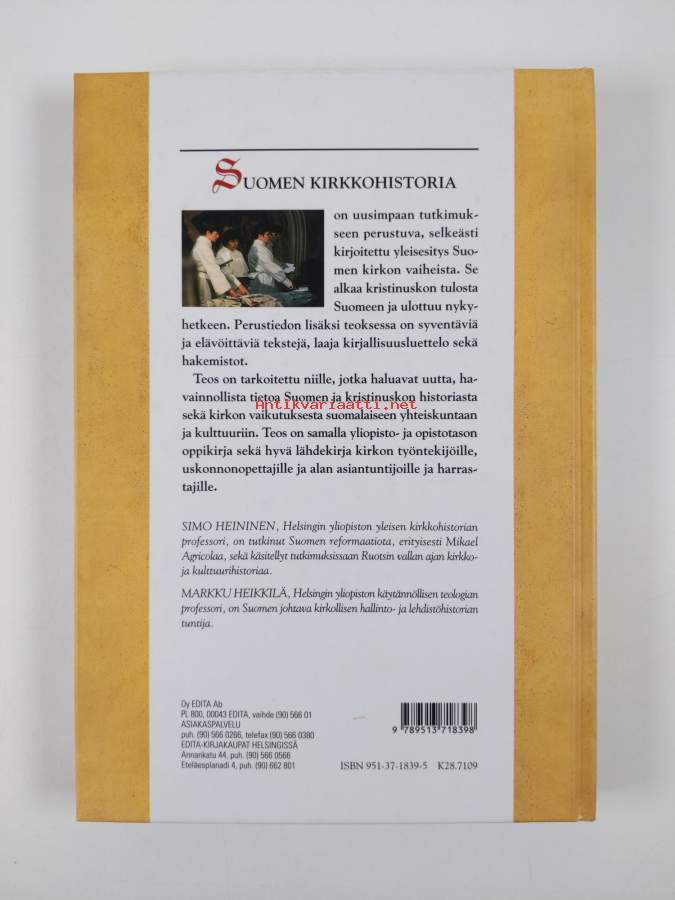 SUOMEN KIRKKOHISTORIA
on uusimpaan tutkimuk-
seen perustuva, selkeästi
kirjoitettu yleisesitys Suo-
men kirkon vaiheista. Se
alkaa kristinuskon tulosta
Suomeen ja ulottuu nyky-
hetkeen. Perustiedon lisäksi teoksessa on syventäviä
ja elävöittäviä tekstejä, laaja kirjallisuusluettelo sekä
hakemistot.
Teos on tarkoitettu niille, jotka haluavat uutta, ha-
vainnollista tietoa Suomen ja kristinuskon historiasta
Antikvariaatti.net
sekä kirkon vaikutuksesta suomalaiseen yhteiskuntaan
ja kulttuuriin. Teos on samalla yliopisto- ja opistotason
oppikirja sekä hyvä lähdekirja kirkon työntekijöille,
uskonnonopettajille ja alan asiantuntijoille ja harras-
tajille.
SIMO HEININEN, Helsingin yliopiston yleisen kirkkohistorian
professori, on tutkinut Suomen reformaatiota, erityisesti Mikael
Agricolaa, sekä käsitellyt tutkimuksissaan Ruotsin vallan ajan kirkko-
ja kulttuurihistoriaa.
MARKKU HEIKKILÄ, Helsingin yliopiston käytännöllisen teologian
professori, on Suomen johtava kirkollisen hallinto- ja lehdistöhistorian
tuntija.
Oy EDITA Ab
PL 800, 00043 EDITA, vaihde (90) 566 01
ASIAKASPALVELU
puh. (90) 566 0266, telefax (90) 566 0380
EDITA-KIRJAKAUPAT HELSINGISSÄ
Annankatu 44, puh. (90) 566 0566
Eteläesplanadi 4, puh. (90) 662 801
9 789513 718398
ISBN 951-37-1839-5 K28.7109